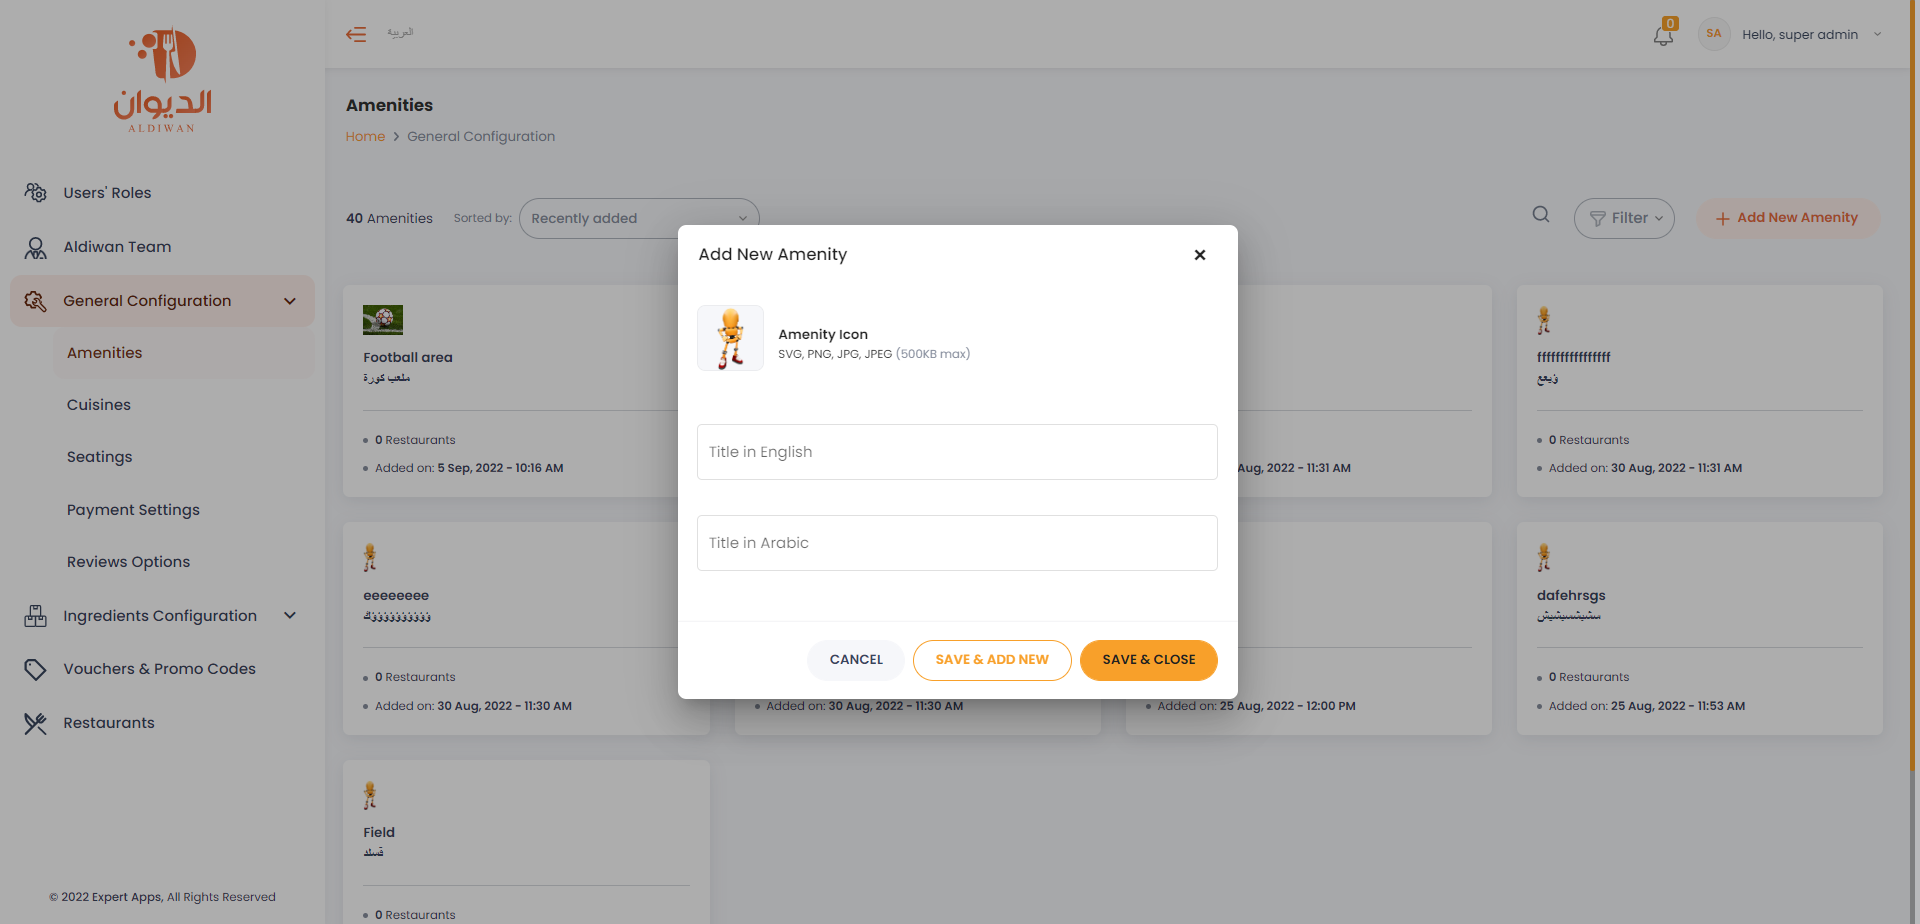 الديوان
ALDIWAN
Users' Roles
Aldiwan Team
General Configuration
Amenities
Cuisines
Seatings
Payment Settings
Reviews Options
Ingredients Configuration
Vouchers & Promo Codes
Restaurants
© 2022 Expert Apps, All Rights Reserved
العربية
0
SA
Hello, super admin
Amenities
Home
General Configuration
40 Amenities
Sorted by:
Recently added
Filter
Add New Amenity
Add New Amenity
Amenity Icon
SVG, PNG, JPG, JPEG (500KB max)
Title in English
Title in Arabic
CANCEL
SAVE & ADD NEW
SAVE & CLOSE
Football area
ملعب كورة
0 Restaurants
Added on: 5 Sep, 2022 - 10:16 AM
Aug, 2022 - 11:31 AM
fffffffffffffff
0 Restaurants
Added on: 30 Aug, 2022 - 11:31 AM
eeeeeeee
0 Restaurants
Added on: 30 Aug, 2022 - 11:30 AM
Added on: 30 Aug, 2022 - 11:30 AM
Added on: 25 Aug, 2022 - 12:00 PM
dafehrsgs
0 Restaurants
Added on: 25 Aug, 2022 - 11:53 AM
Field
0 Restaurants